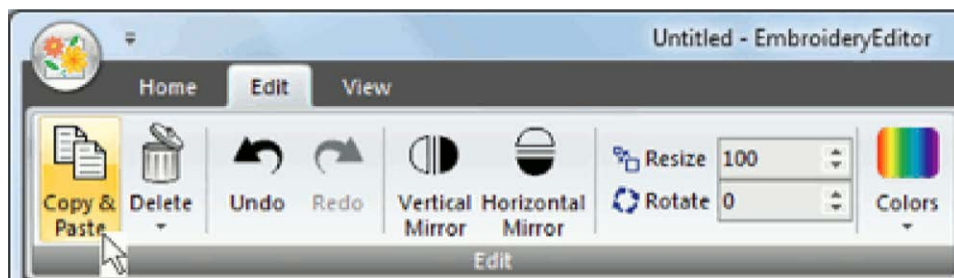 Untitled - EmbroideryEditor
Home Edit View
Copy & Paste Delete Undo Redo Vertical Mirror Horizontal Mirror Resize 100 Rotate 0 Colors
Edit